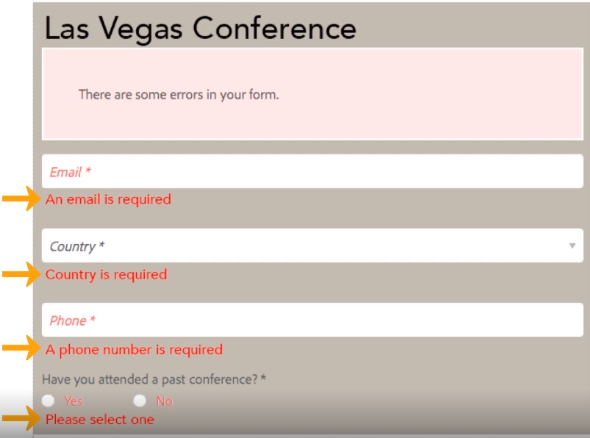 Las Vegas Conference
There are some errors in your form.
Email *
An email is required
Country *
Country is required
Phone *
A phone number is required
Have you attended a past conference? *
Yes No
Please select one